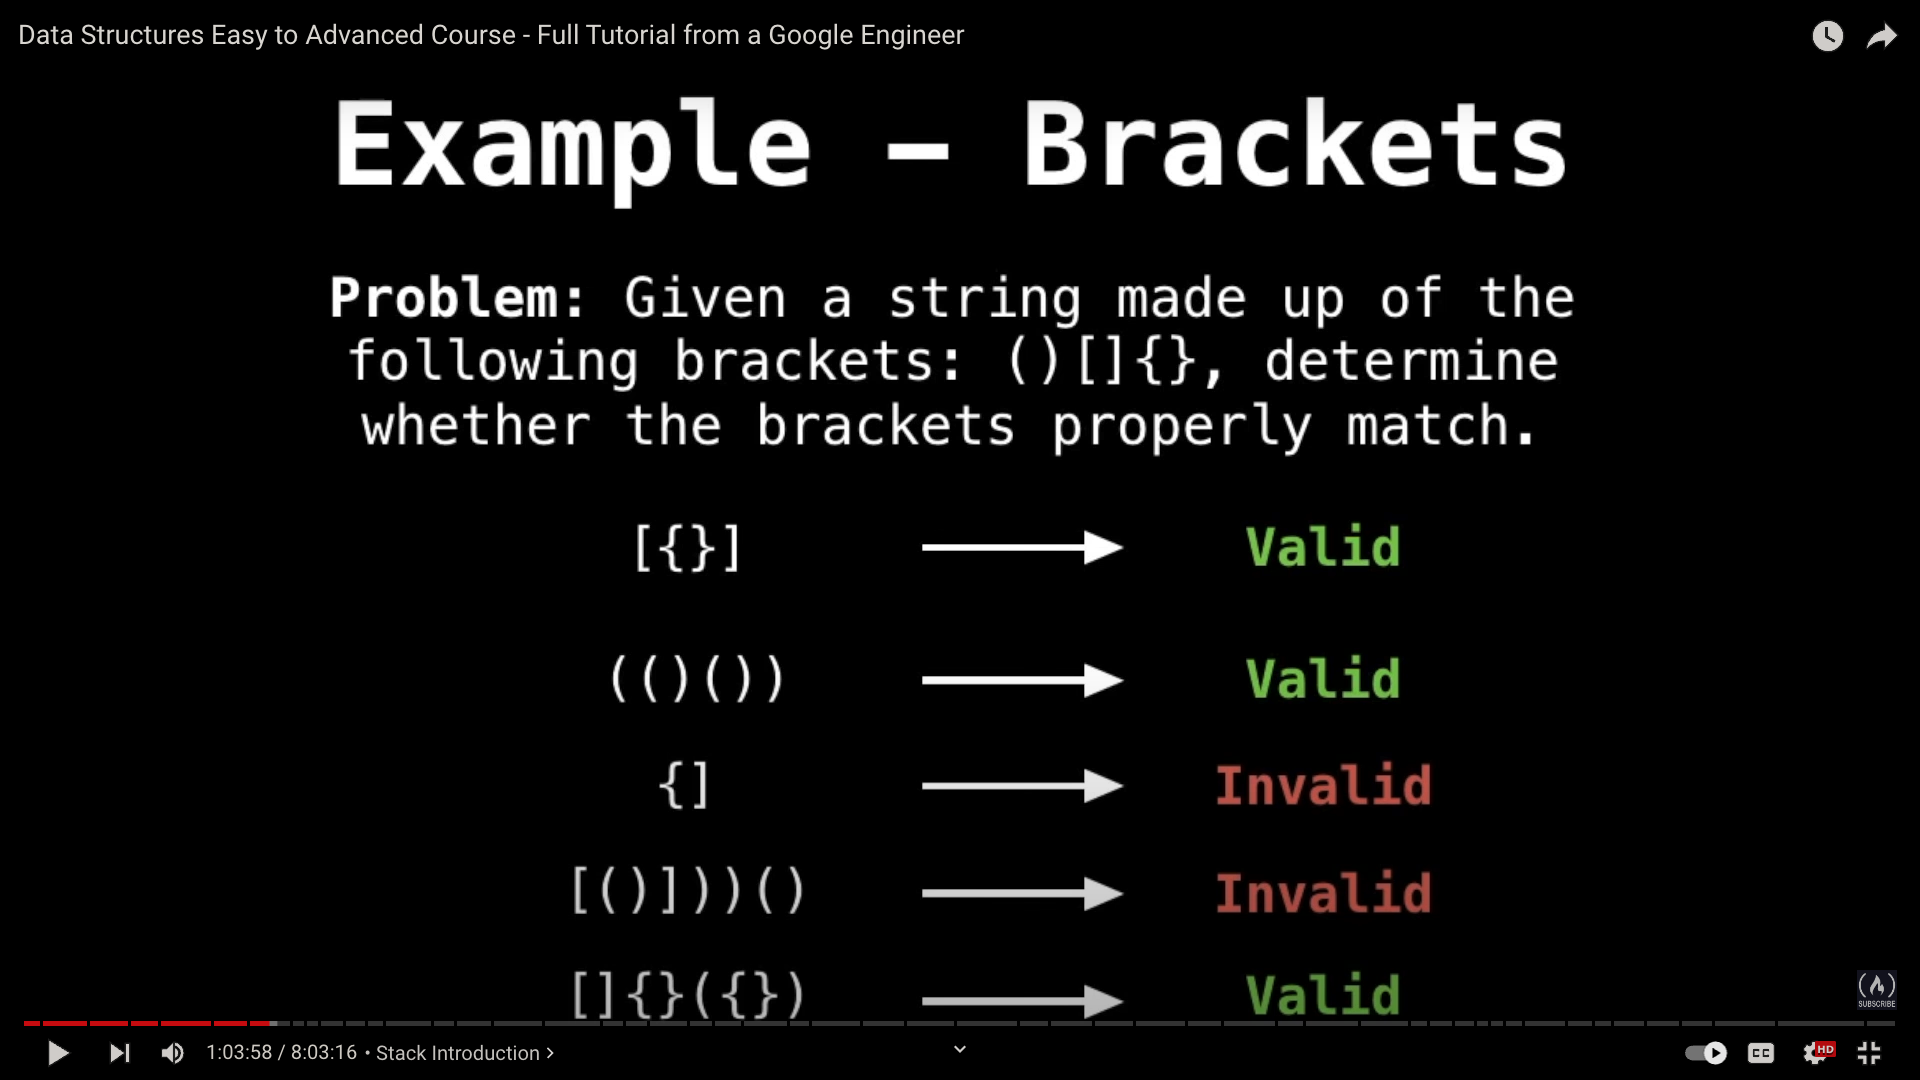 Data Structures Easy to Advanced Course - Full Tutorial from a Google Engineer
Example - Brackets
Problem: Given a string made up of the
following brackets: ()[]{}, determine
whether the brackets properly match.
[{}] Valid
(()()) Valid
{] Invalid
[()]))() Invalid
[]{}({}) Valid
SUBSCRIBE
1:03:58 / 8:03:16 • Stack Introduction >
CC
HD